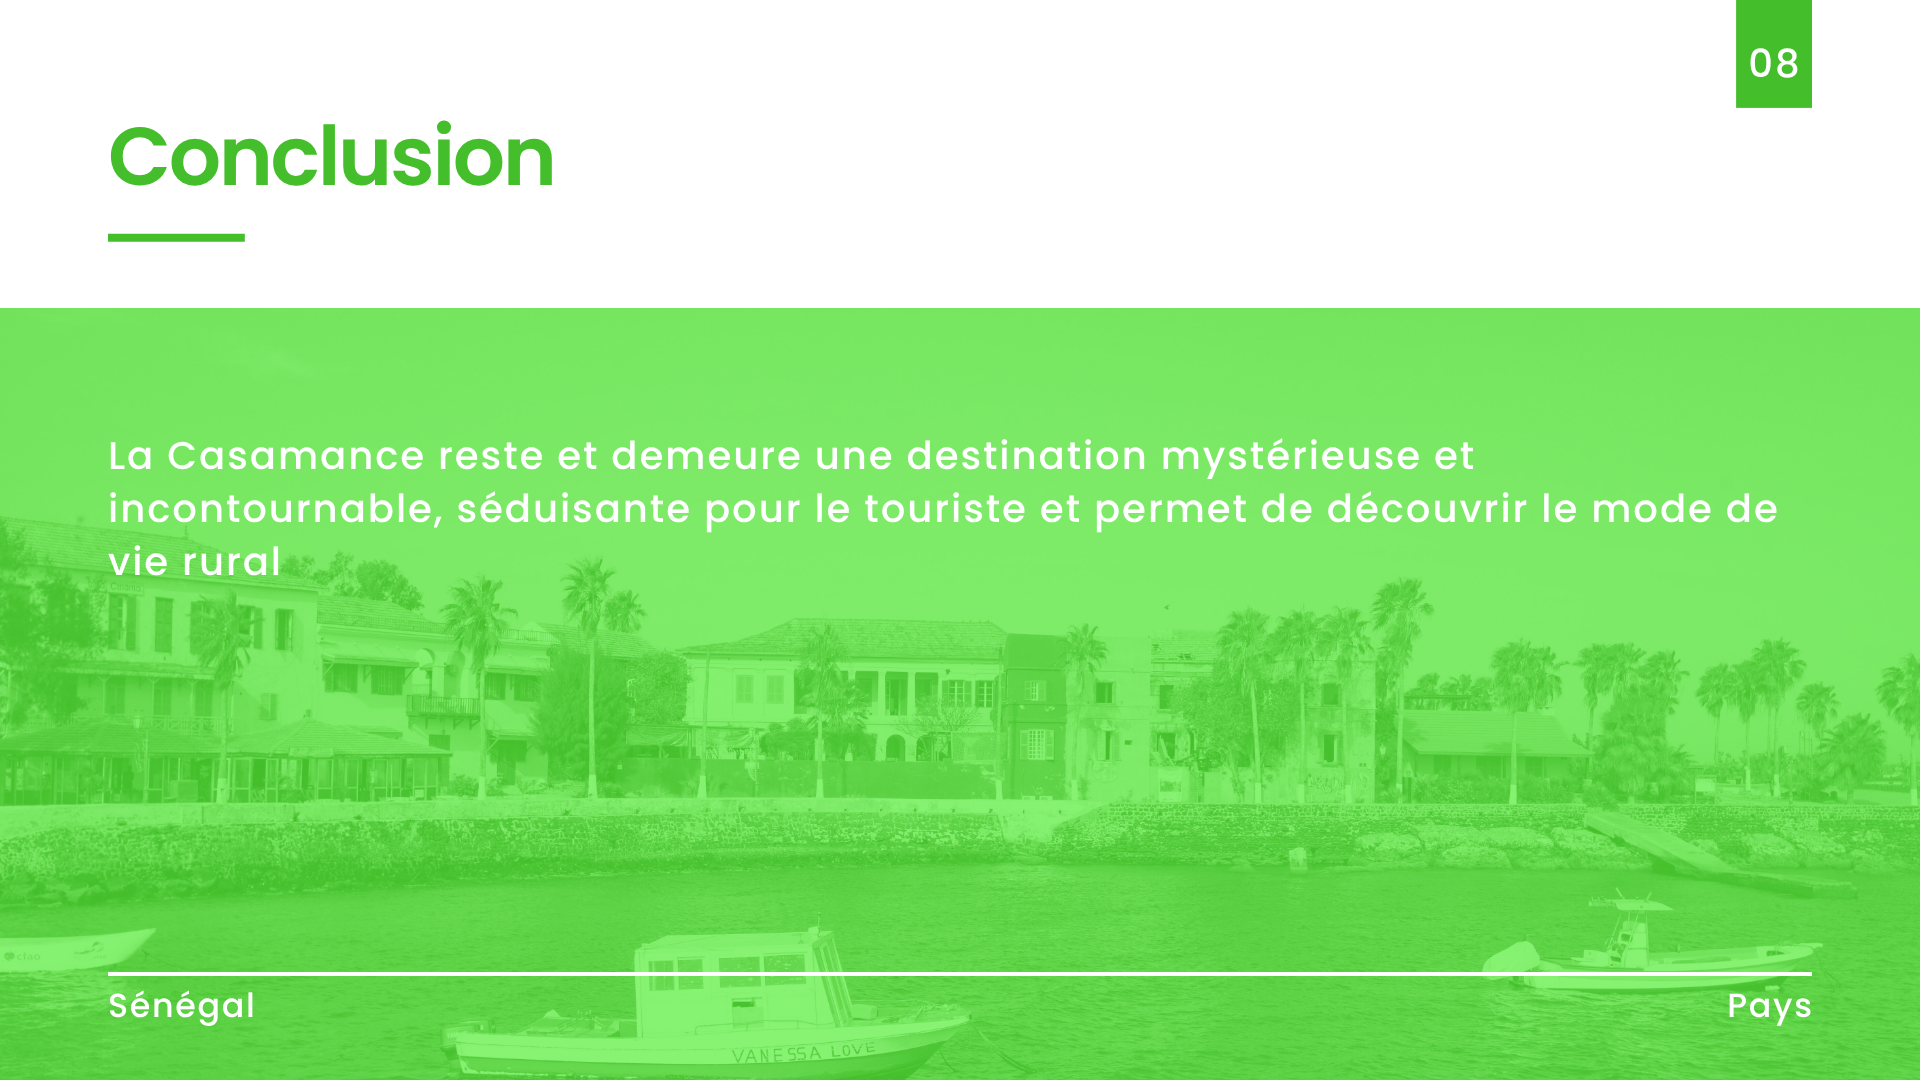 08
Conclusion
La Casamance reste et demeure une destination mystérieuse et
incontournable, séduisante pour le touriste et permet de découvrir le mode de
vie rural
cfao
Sénégal
Pays
VANESSA LOVE